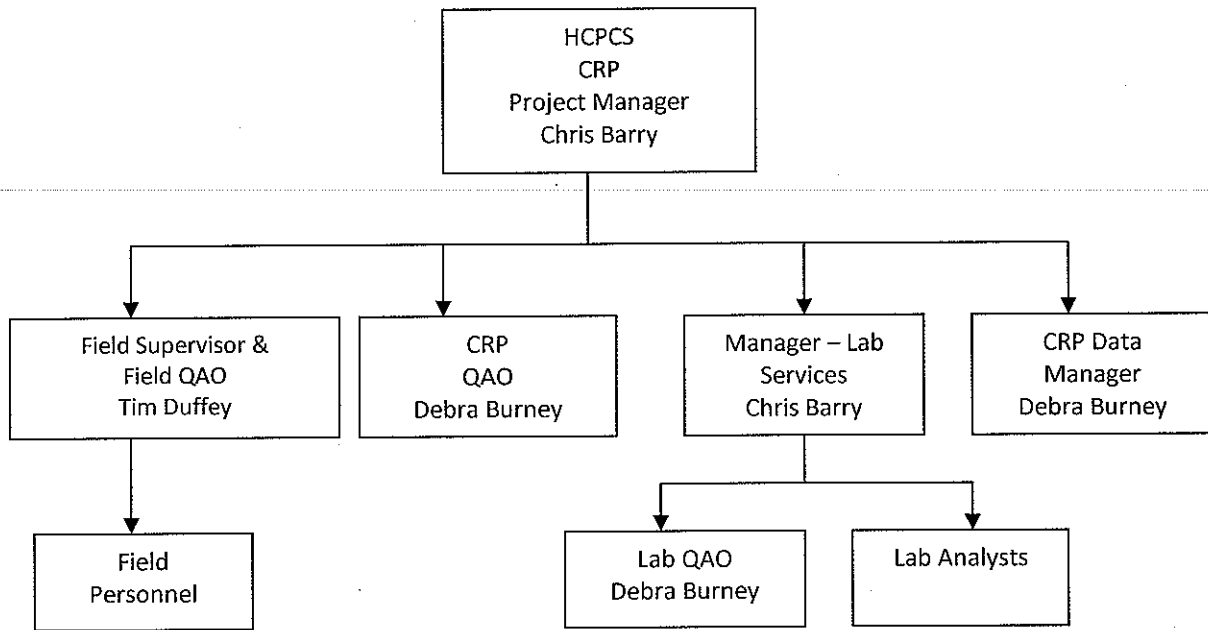 HCPCS
CRP
Project Manager
Chris Barry
Field Supervisor &
Field QAO
Tim Duffey
CRP
QAO
Debra Burney
Manager – Lab
Services
Chris Barry
CRP Data
Manager
Debra Burney
Field
Personnel
Lab QAO
Debra Burney
Lab Analysts